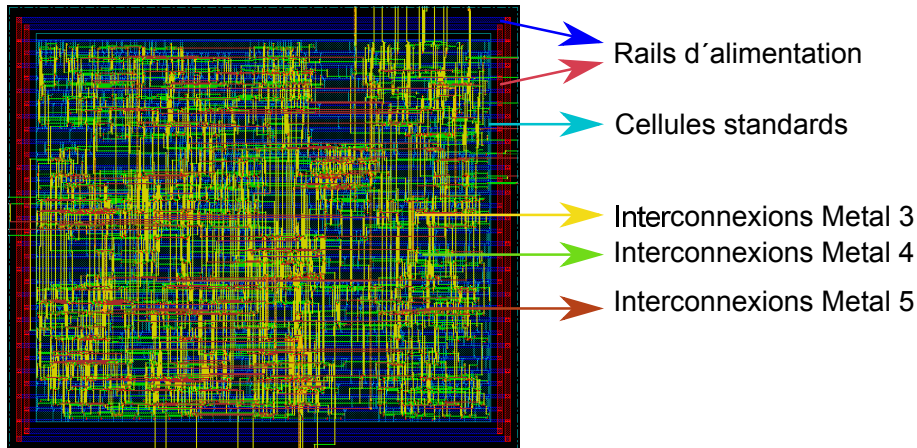 Rails d´alimentation
Cellules standards
Interconnexions Metal 3
Interconnexions Metal 4
Interconnexions Metal 5